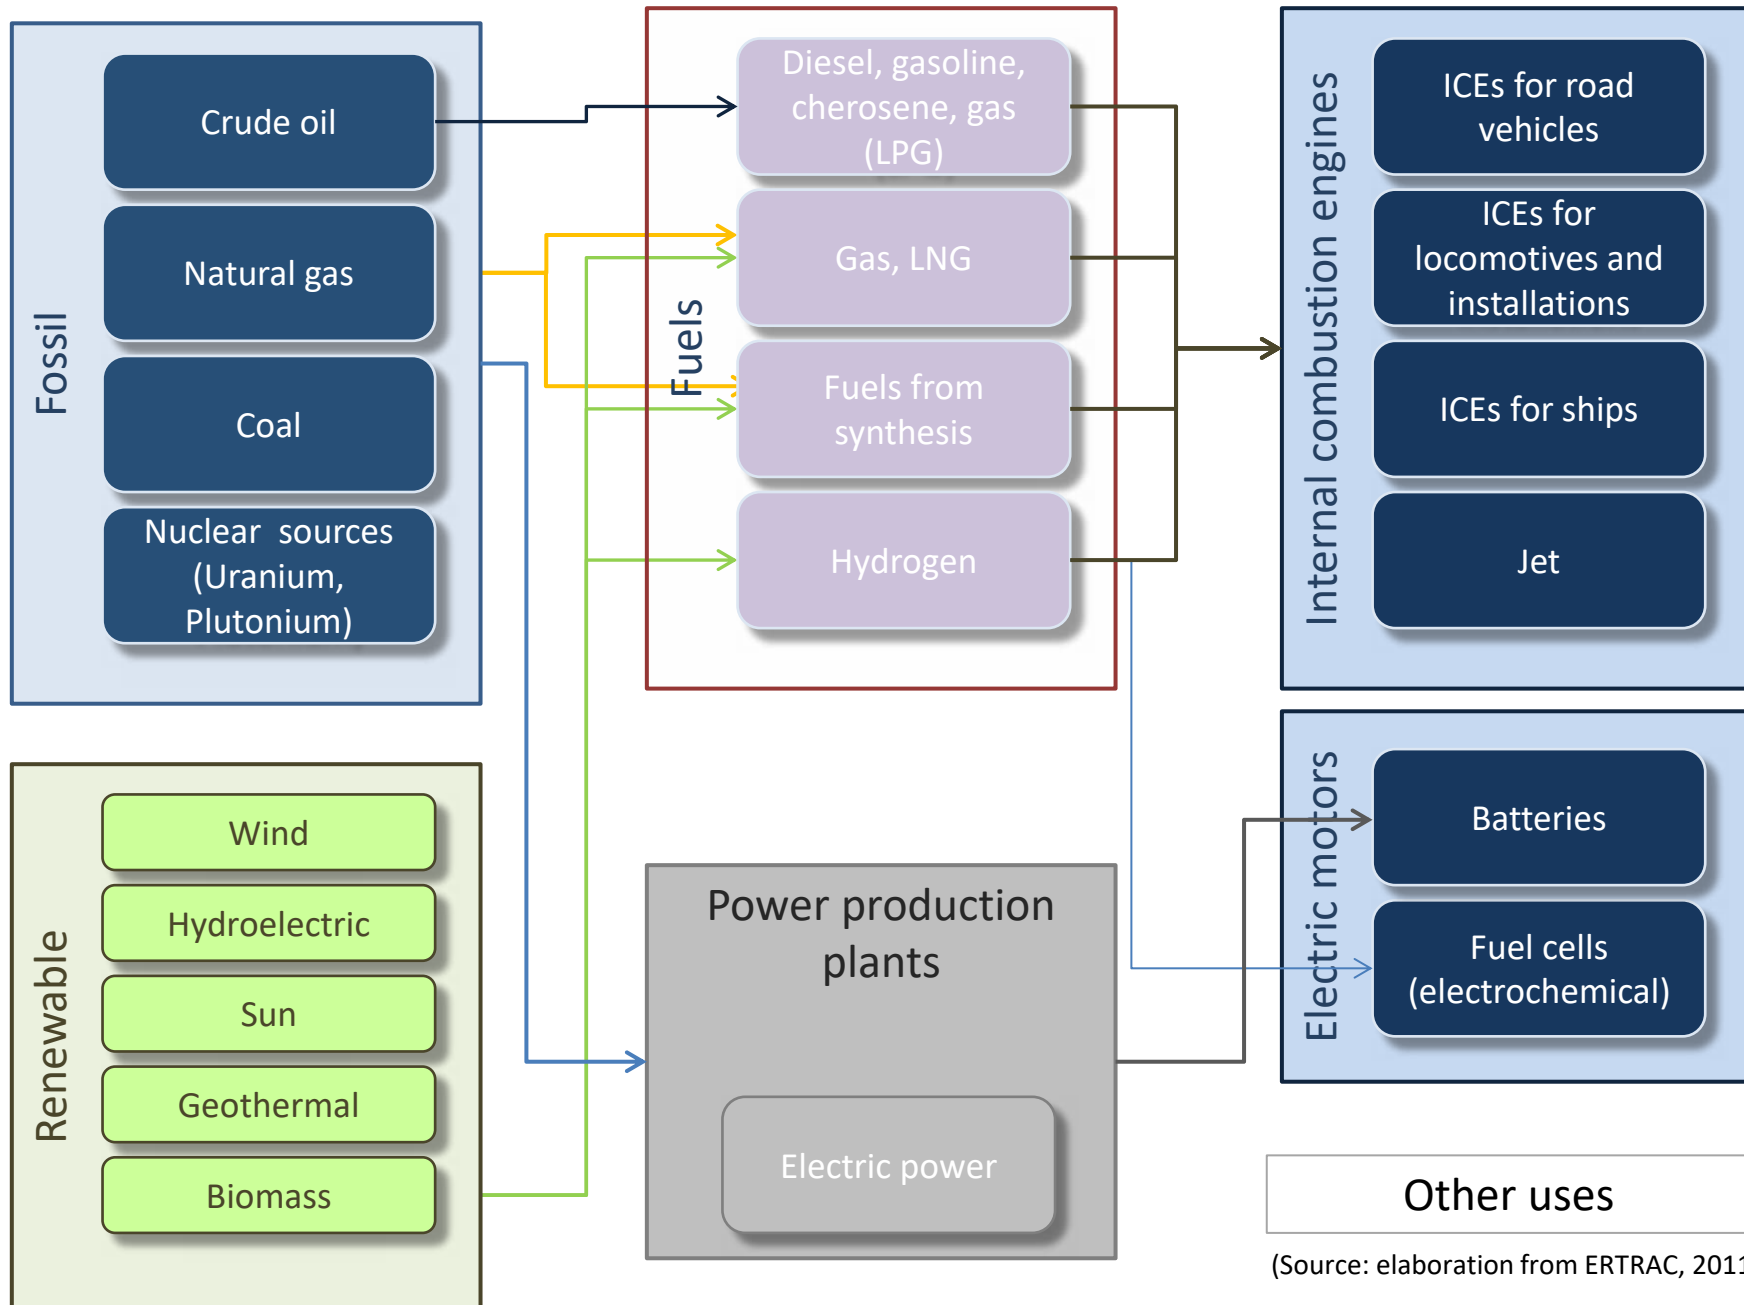 Fossil
Crude oil
Natural gas
Coal
Nuclear sources
(Uranium,
Plutonium)
Renewable
Wind
Hydroelectric
Sun
Geothermal
Biomass
Fuels
Diesel, gasoline,
cherosene, gas
(LPG)
Gas, LNG
Fuels from
synthesis
Hydrogen
Power production
plants
Electric power
Internal combustion engines
ICEs for road
vehicles
ICEs for
locomotives and
installations
ICEs for ships
Jet
Electric motors
Batteries
Fuel cells
(electrochemical)
Other uses
(Source: elaboration from ERTRAC, 2011